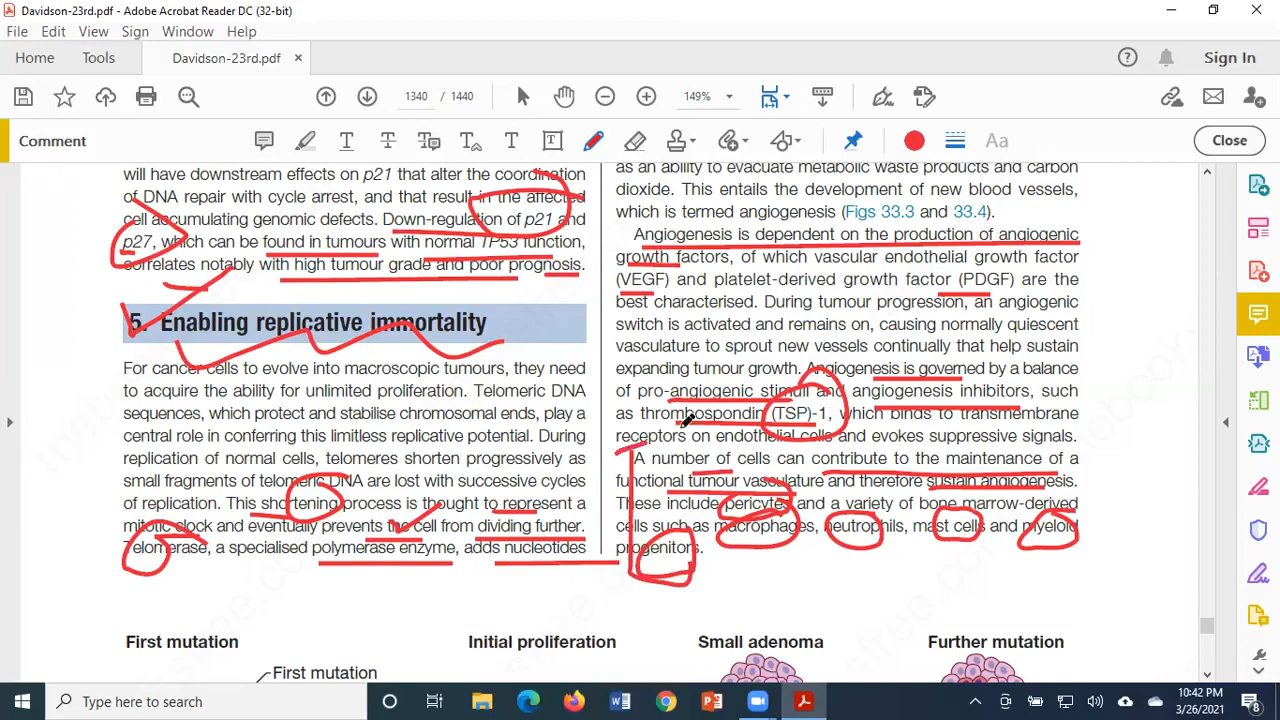 Davidson-23rd.pdf - Adobe Acrobat Reader DC (32-bit)
File Edit View Sign Window Help
Home Tools Davidson-23rd.pdf × Sign In
1340 / 1440 149%
Comment Aa Close
will have downstream effects on p21 that alter the coordination
of DNA repair with cycle arrest, and that result in the affected
cell accumulating genomic defects. Down-regulation of p21 and
p27, which can be found in tumours with normal TP53 function,
correlates notably with high tumour grade and poor prognosis.
5. Enabling replicative immortality
For cancer cells to evolve into macroscopic tumours, they need
to acquire the ability for unlimited proliferation. Telomeric DNA
sequences, which protect and stabilise chromosomal ends, play a
central role in conferring this limitless replicative potential. During
replication of normal cells, telomeres shorten progressively as
small fragments of telomeric DNA are lost with successive cycles
of replication. This shortening process is thought to represent a
mitotic clock and eventually prevents the cell from dividing further.
Telomerase, a specialised polymerase enzyme, adds nucleotides
as an ability to evacuate metabolic waste products and carbon
dioxide. This entails the development of new blood vessels,
which is termed angiogenesis (Figs 33.3 and 33.4).
Angiogenesis is dependent on the production of angiogenic
growth factors, of which vascular endothelial growth factor
(VEGF) and platelet-derived growth factor (PDGF) are the
best characterised. During tumour progression, an angiogenic
switch is activated and remains on, causing normally quiescent
vasculature to sprout new vessels continually that help sustain
expanding tumour growth. Angiogenesis is governed by a balance
of pro-angiogenic stimuli and angiogenesis inhibitors, such
as thrombospondin (TSP)-1, which binds to transmembrane
receptors on endothelial cells and evokes suppressive signals.
A number of cells can contribute to the maintenance of a
functional tumour vasculature and therefore sustain angiogenesis.
These include pericytes and a variety of bone marrow-derived
cells such as macrophages, neutrophils, mast cells and myeloid
progenitors.
First mutation Initial proliferation Small adenoma Further mutation
First mutation
Type here to search
10:42 PM
3/26/2021
8